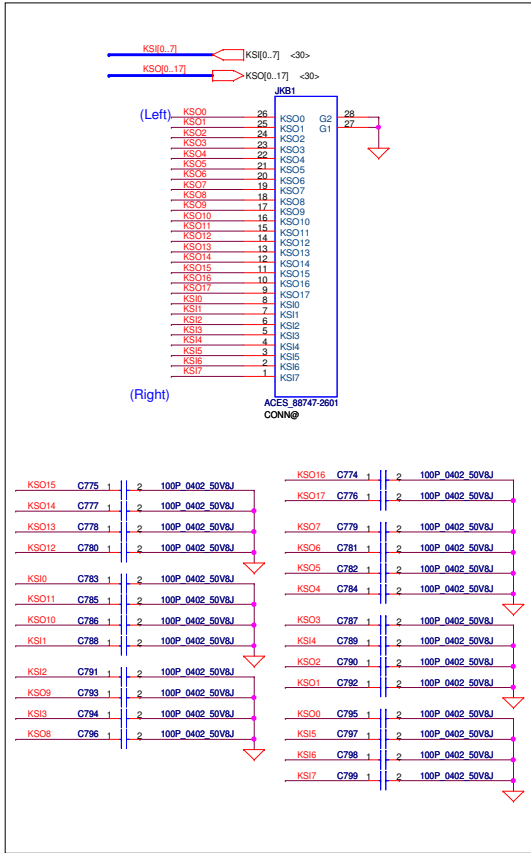 KSI[0..7] KSI[0..7] <30>
KSO[0..17] KSO[0..17] <30>
JKB1
(Left) KSO0 26 KSO0 G2 28
KSO1 25 KSO1 G1 27
KSO2 24 KSO2
KSO3 23 KSO3
KSO4 22 KSO4
KSO5 21 KSO5
KSO6 20 KSO6
KSO7 19 KSO7
KSO8 18 KSO8
KSO9 17 KSO9
KSO10 16 KSO10
KSO11 15 KSO11
KSO12 14 KSO12
KSO13 13 KSO13
KSO14 12 KSO14
KSO15 11 KSO15
KSO16 10 KSO16
KSO17 9 KSO17
KSI0 8 KSI0
KSI1 7 KSI1
KSI2 6 KSI2
KSI3 5 KSI3
KSI4 4 KSI4
KSI5 3 KSI5
KSI6 2 KSI6
KSI7 1 KSI7
(Right)
ACES_88747-2601
CONN@
KSO15 C775 1 2 100P_0402_50V8J
KSO14 C777 1 2 100P_0402_50V8J
KSO13 C778 1 2 100P_0402_50V8J
KSO12 C780 1 2 100P_0402_50V8J
KSI0 C783 1 2 100P_0402_50V8J
KSO11 C785 1 2 100P_0402_50V8J
KSO10 C786 1 2 100P_0402_50V8J
KSI1 C788 1 2 100P_0402_50V8J
KSI2 C791 1 2 100P_0402_50V8J
KSO9 C793 1 2 100P_0402_50V8J
KSI3 C794 1 2 100P_0402_50V8J
KSO8 C796 1 2 100P_0402_50V8J
KSO16 C774 1 2 100P_0402_50V8J
KSO17 C776 1 2 100P_0402_50V8J
KSO7 C779 1 2 100P_0402_50V8J
KSO6 C781 1 2 100P_0402_50V8J
KSO5 C782 1 2 100P_0402_50V8J
KSO4 C784 1 2 100P_0402_50V8J
KSO3 C787 1 2 100P_0402_50V8J
KSI4 C789 1 2 100P_0402_50V8J
KSO2 C790 1 2 100P_0402_50V8J
KSO1 C792 1 2 100P_0402_50V8J
KSO0 C795 1 2 100P_0402_50V8J
KSI5 C797 1 2 100P_0402_50V8J
KSI6 C798 1 2 100P_0402_50V8J
KSI7 C799 1 2 100P_0402_50V8J